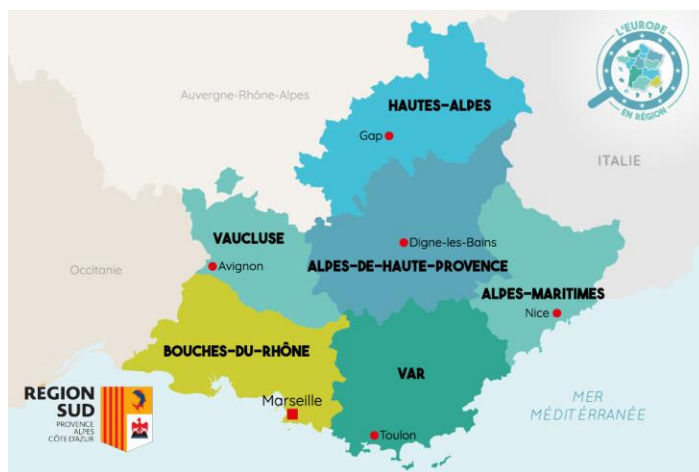 L'EUROPE
EN RÉGION
Auvergne-Rhône-Alpes
HAUTES-ALPES
Gap
ITALIE
VAUCLUSE
Digne-les-Bains
Avignon
ALPES-DE-HAUTE-PROVENCE
Occitanie
ALPES-MARITIMES
Nice
BOUCHES-DU-RHÔNE
VAR
REGION
SUD
PROVENCE
ALPES
CÔTE D'AZUR
Marseille
MER
MÉDITÉRRANÉE
Toulon